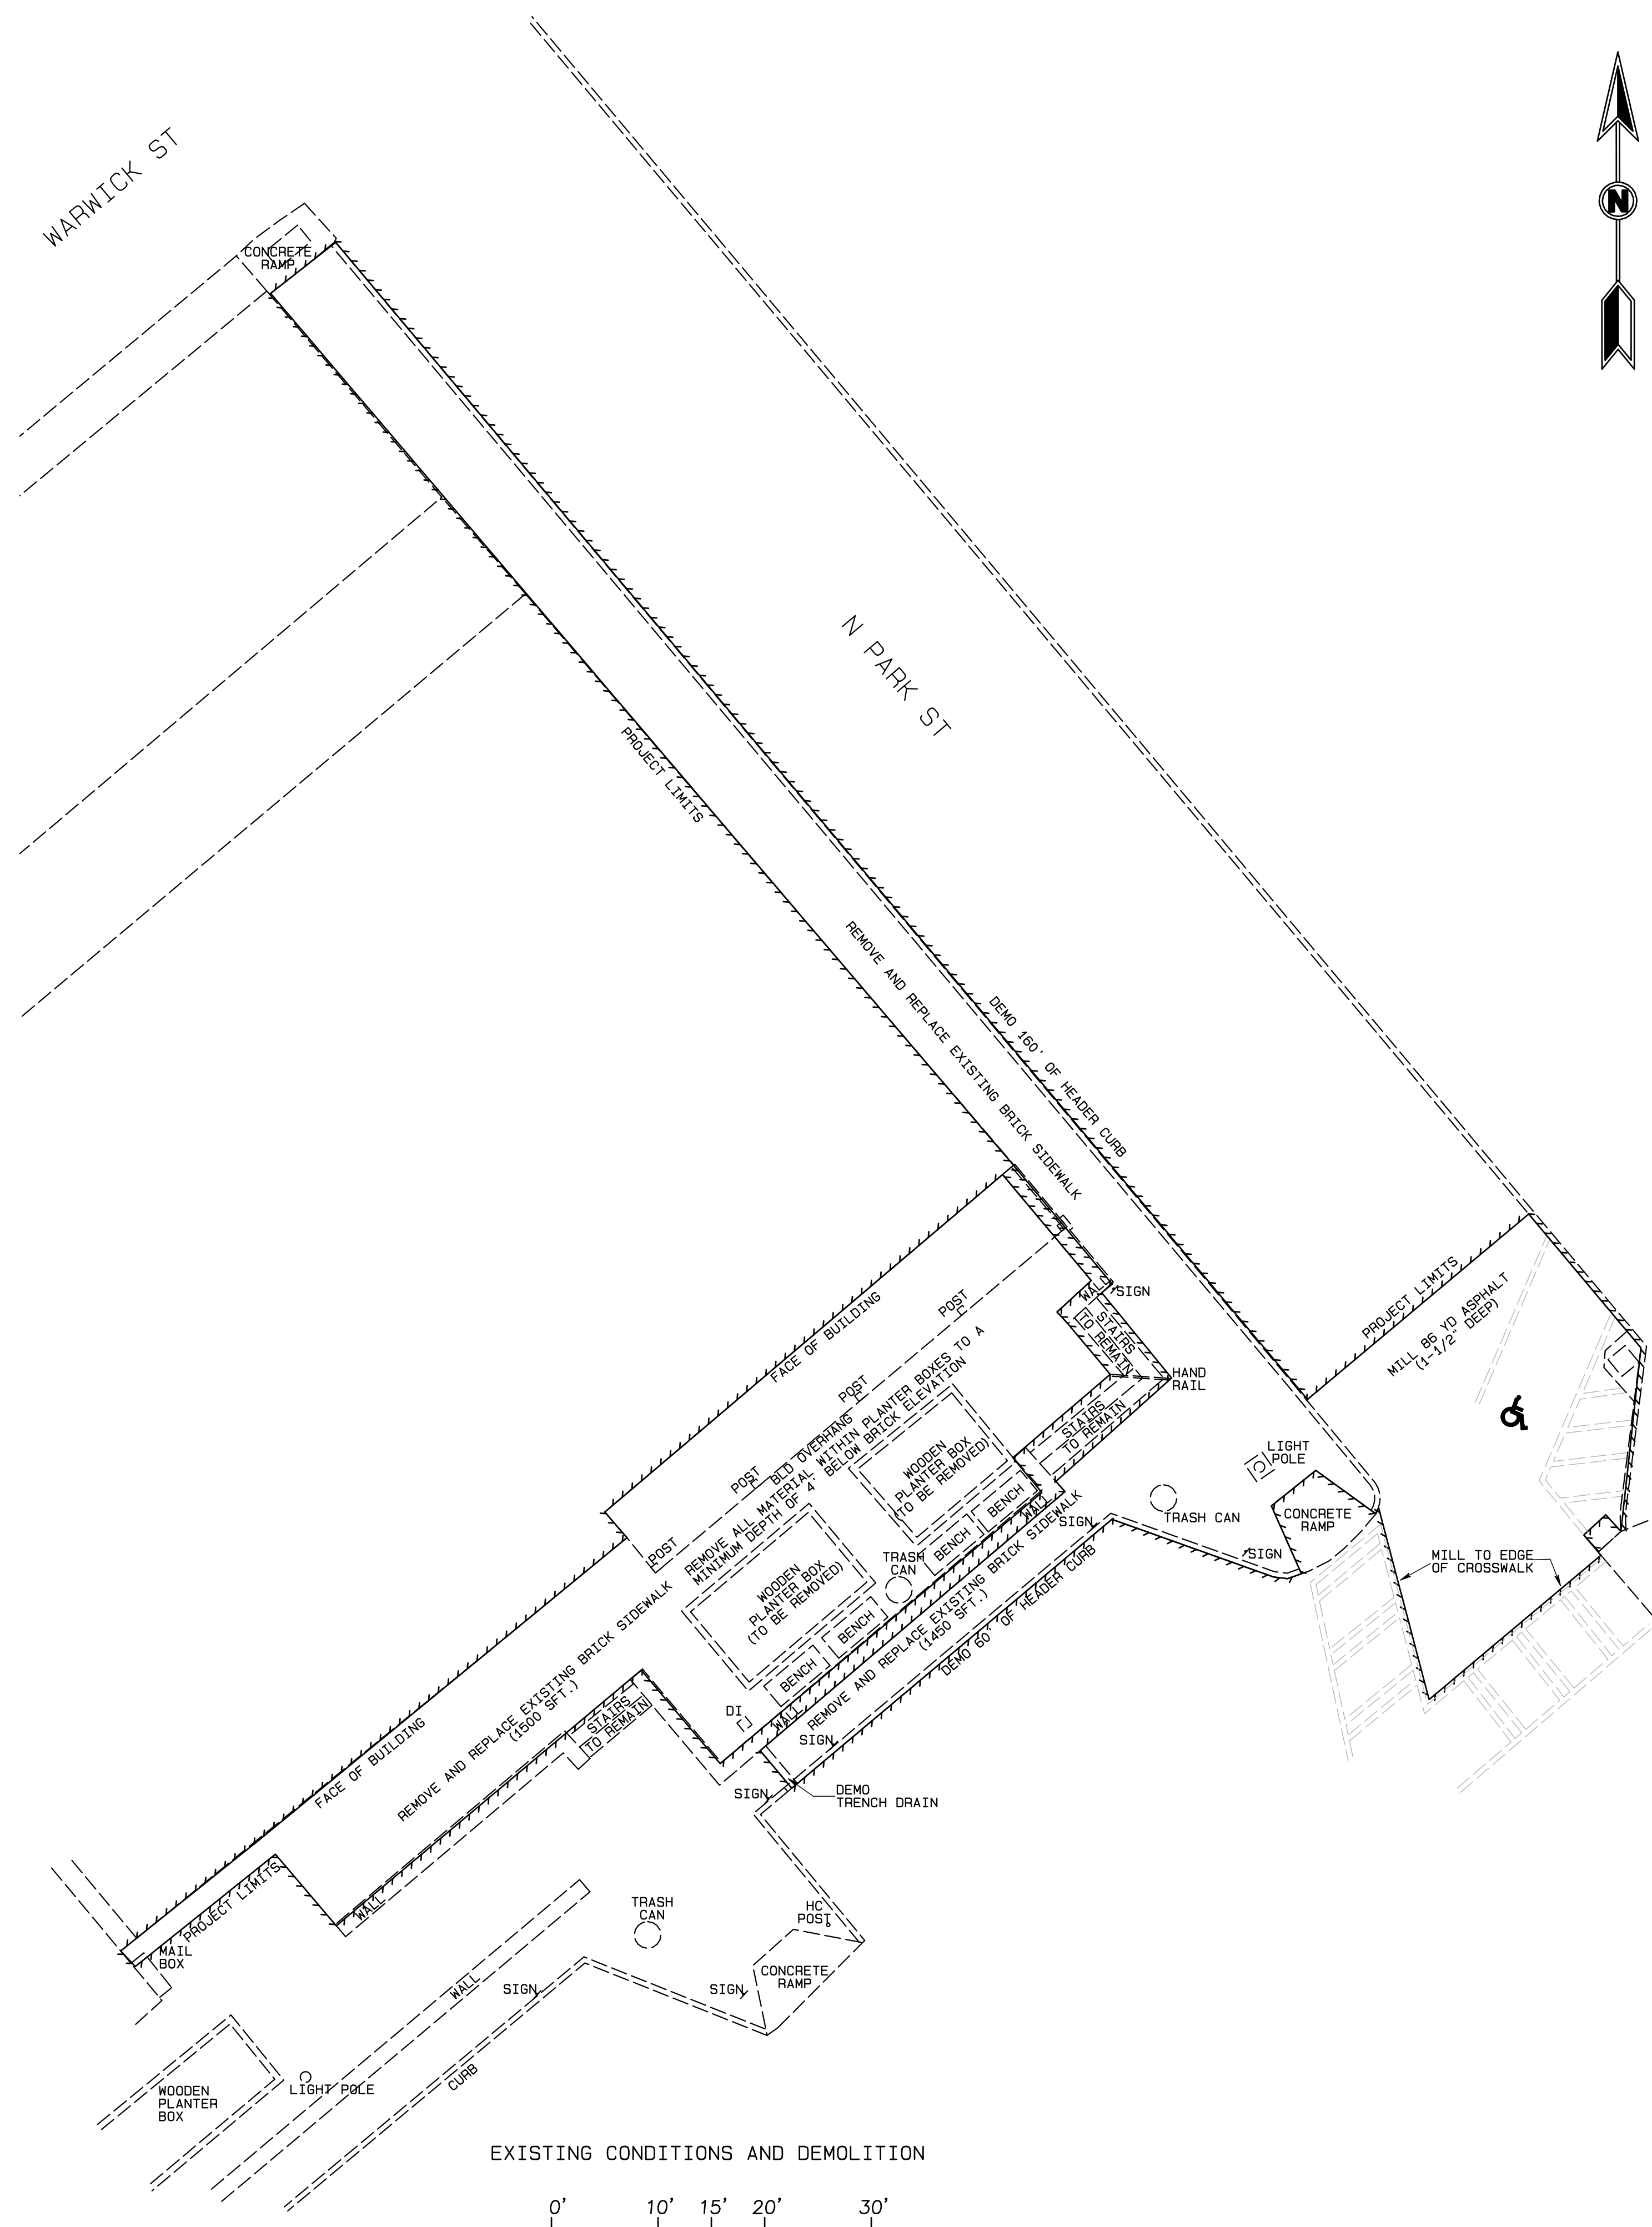 WARWICK ST
N
CONCRETE
RAMP
N PARK ST
PROJECT LIMITS
REMOVE AND REPLACE EXISTING BRICK SIDEWALK
DEMO 160' OF HEADER CURB
PROJECT LIMITS
MILL 86 YD ASPHALT
(1-1/2" DEEP)
WALL
SIGN
STAIRS
TO REMAIN
HAND
RAIL
FACE OF BUILDING
POST
POST
POST
POST
BLD OVERHANG
REMOVE ALL MATERIAL WITHIN PLANTER BOXES TO A
MINIMUM DEPTH OF 4" BELOW BRICK ELEVATION
WOODEN
PLANTER BOX
(TO BE REMOVED)
STAIRS
TO REMAIN
LIGHT
POLE
BENCH
WALL
TRASH CAN
CONCRETE
RAMP
SIGN
SIGN
BENCH
TRASH
CAN
MILL TO EDGE
OF CROSSWALK
WOODEN
PLANTER BOX
(TO BE REMOVED)
BENCH
BENCH
REMOVE AND REPLACE EXISTING BRICK SIDEWALK
(1450 SFT.)
DEMO 60' OF HEADER CURB
REMOVE AND REPLACE EXISTING BRICK SIDEWALK
(1500 SFT.)
STAIRS
TO REMAIN
DI
WALL
SIGN
SIGN
DEMO
TRENCH DRAIN
FACE OF BUILDING
PROJECT LIMITS
WALL
MAIL
BOX
TRASH
CAN
HC
POST
CONCRETE
RAMP
SIGN
SIGN
WALL
CURB
WOODEN
PLANTER
BOX
LIGHT POLE
EXISTING CONDITIONS AND DEMOLITION
0' 10' 15' 20' 30'